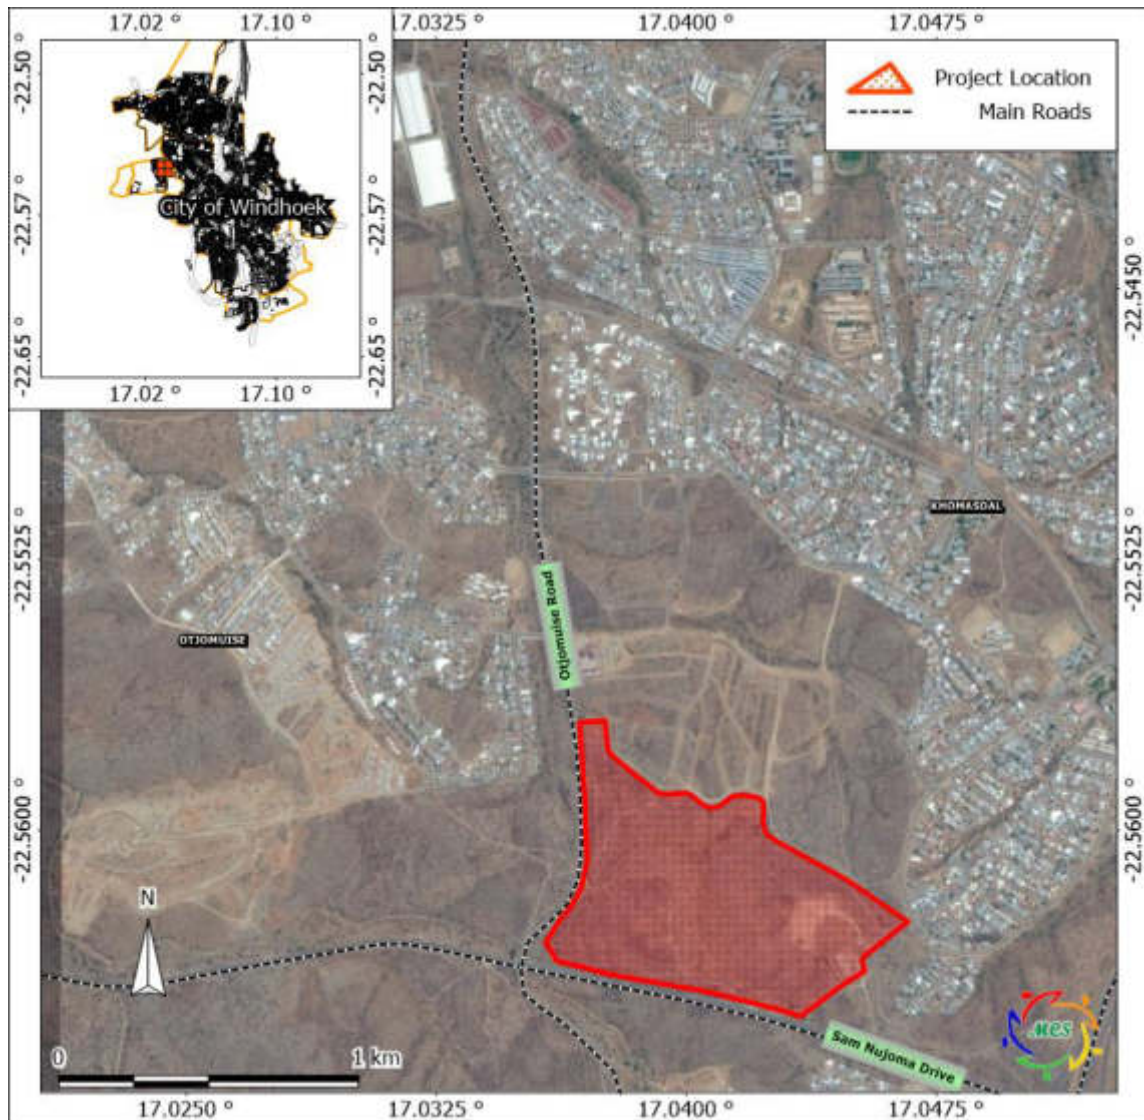 17.02 °
17.10 °
17.0325 °
17.0400 °
17.0475 °
-22.50 °
-22.57 °
-22.65 °
City of Windhoek
-22.50 °
-22.57 °
-22.65 °
17.02 °
17.10 °
Project Location
Main Roads
-22.5450 °
KHOMASDAL
-22.5525 °
-22.5525 °
Otjomuise Road
OTJOMUISE
-22.5600 °
-22.5600 °
N
0
1 km
Sam Nujoma Drive
NES
17.0250 °
17.0325 °
17.0400 °
17.0475 °